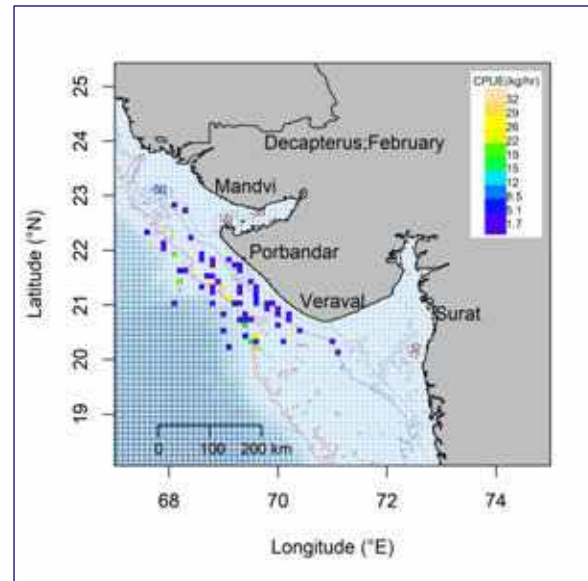 CPUE(kg/hr)
32
29
26
22
19
15
12
8.5
5.1
1.7
Decapterus,February
Mandvi
Porbandar
Veraval
Surat
-50
0 100 200 km
25
24
23
22
21
20
19
Latitude (°N)
68 70 72 74
Longitude (°E)